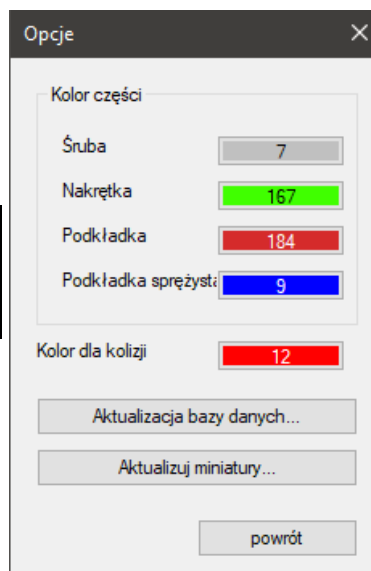 Opcje
Kolor części
Śruba 7
Nakrętka 167
Podkładka 184
Podkładka sprężysta 9
Kolor dla kolizji 12
Aktualizacja bazy danych...
Aktualizuj miniatury...
powrót